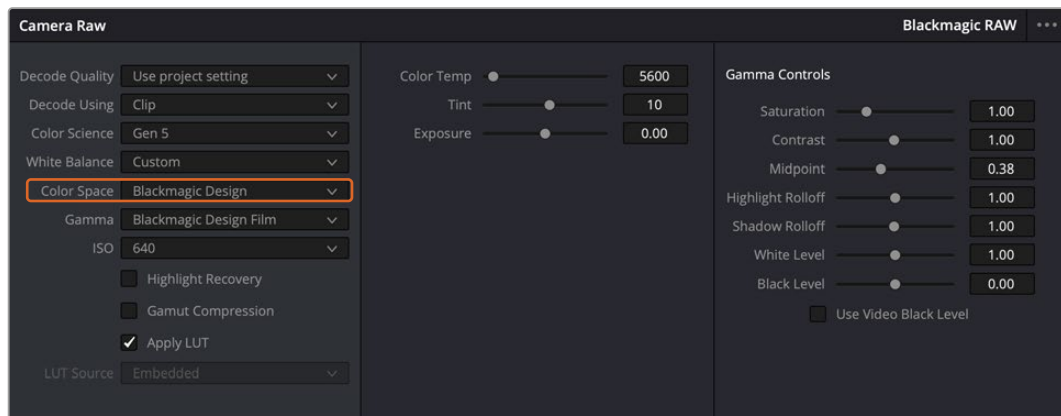 Camera Raw
Blackmagic RAW
Decode Quality Use project setting
Decode Using Clip
Color Science Gen 5
White Balance Custom
Color Space Blackmagic Design
Gamma Blackmagic Design Film
ISO 640
Highlight Recovery
Gamut Compression
Apply LUT
LUT Source Embedded
Color Temp 5600
Tint 10
Exposure 0.00
Gamma Controls
Saturation 1.00
Contrast 1.00
Midpoint 0.38
Highlight Rolloff 1.00
Shadow Rolloff 1.00
White Level 1.00
Black Level 0.00
Use Video Black Level